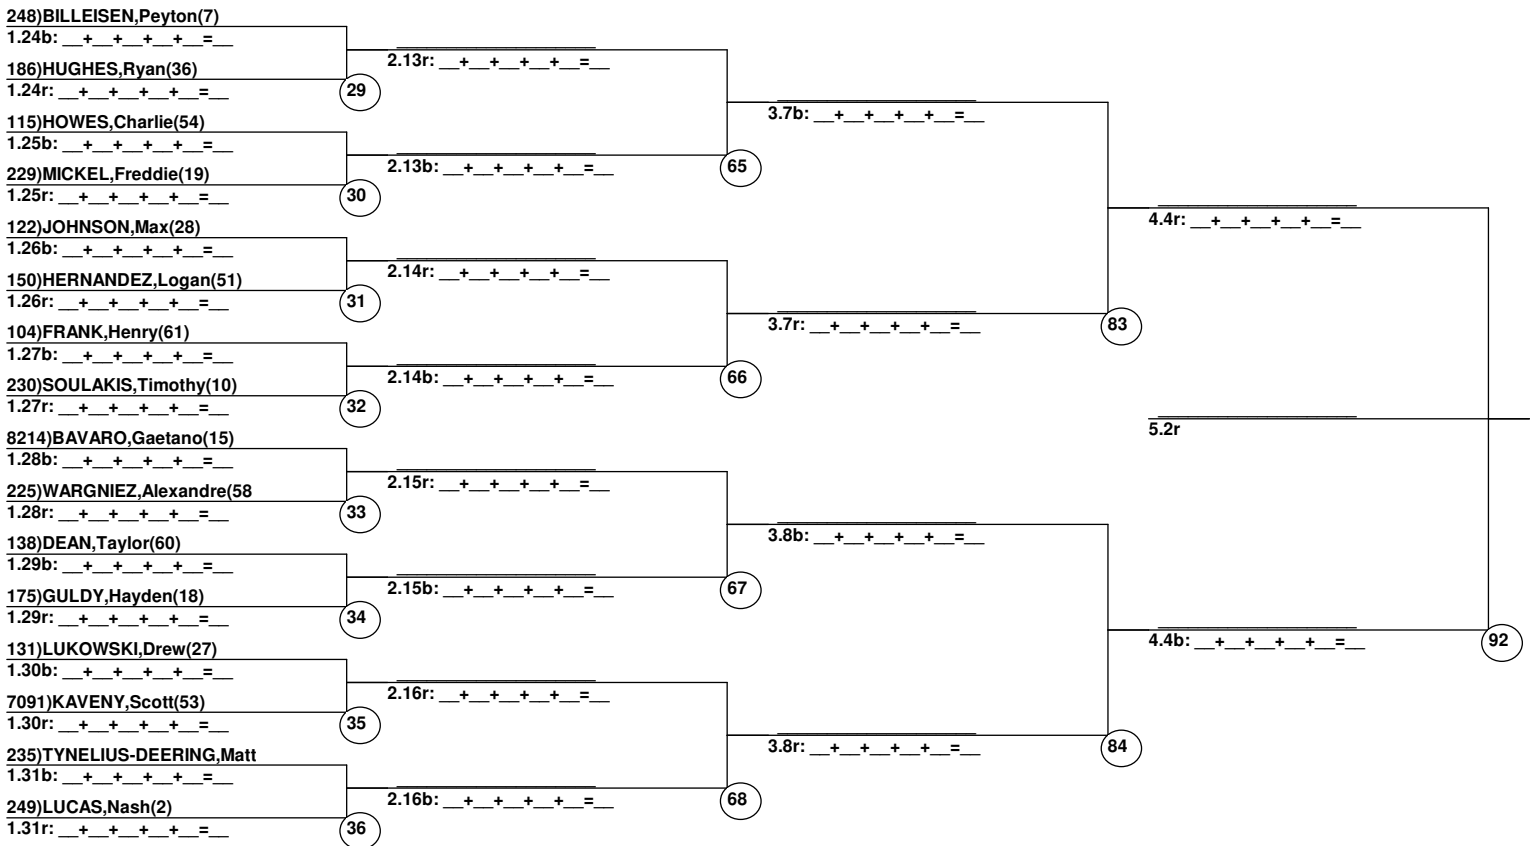 248)BILLEISEN,Peyton(7)
1.24b: __+__+__+__+__=__
2.13r: __+__+__+__+__=__
186)HUGHES,Ryan(36)
1.24r: __+__+__+__+__=__
29
115)HOWES,Charlie(54)
3.7b: __+__+__+__+__=__
1.25b: __+__+__+__+__=__
2.13b: __+__+__+__+__=__
65
229)MICKEL,Freddie(19)
1.25r: __+__+__+__+__=__
30
122)JOHNSON,Max(28)
4.4r: __+__+__+__+__=__
1.26b: __+__+__+__+__=__
2.14r: __+__+__+__+__=__
150)HERNANDEZ,Logan(51)
1.26r: __+__+__+__+__=__
31
104)FRANK,Henry(61)
3.7r: __+__+__+__+__=__
83
1.27b: __+__+__+__+__=__
2.14b: __+__+__+__+__=__
66
230)SOULAKIS,Timothy(10)
1.27r: __+__+__+__+__=__
32
5.2r
8214)BAVARO,Gaetano(15)
1.28b: __+__+__+__+__=__
2.15r: __+__+__+__+__=__
225)WARGNIEZ,Alexandre(58
1.28r: __+__+__+__+__=__
33
138)DEAN,Taylor(60)
3.8b: __+__+__+__+__=__
1.29b: __+__+__+__+__=__
2.15b: __+__+__+__+__=__
67
175)GULDY,Hayden(18)
1.29r: __+__+__+__+__=__
34
131)LUKOWSKI,Drew(27)
4.4b: __+__+__+__+__=__
92
1.30b: __+__+__+__+__=__
2.16r: __+__+__+__+__=__
7091)KAVENY,Scott(53)
1.30r: __+__+__+__+__=__
35
235)TYNELIUS-DEERING,Matt
3.8r: __+__+__+__+__=__
84
1.31b: __+__+__+__+__=__
2.16b: __+__+__+__+__=__
68
249)LUCAS,Nash(2)
1.31r: __+__+__+__+__=__
36